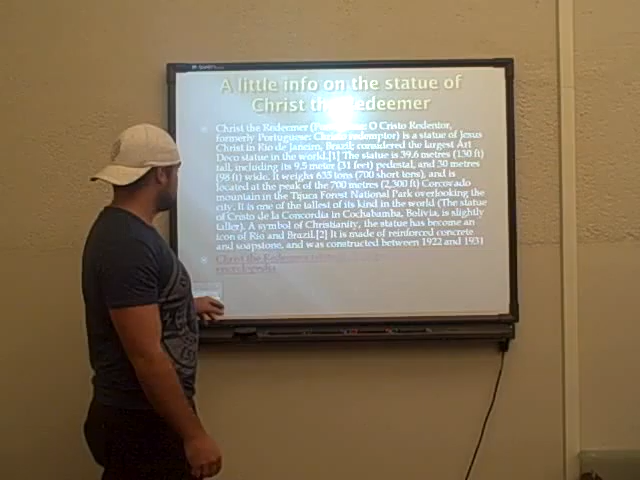 A little info on the statue of
Christ the Redeemer
Christ the Redeemer (Portuguese: O Cristo Redentor,
formerly Portuguese: Christo Redemptor) is a statue of Jesus
Christ in Rio de Janeiro, Brazil; considered the largest Art
Deco statue in the world.[1] The statue is 39.6 metres (130 ft)
tall, including its 9.5 meter (31 feet) pedestal, and 30 metres
(98 ft) wide. It weighs 635 tons (700 short tons), and is
located at the peak of the 700 metres (2,300 ft) Corcovado
mountain in the Tijuca Forest National Park overlooking the
city. It is one of the tallest of its kind in the world (The statue
of Cristo de la Concordia in Cochabamba, Bolivia, is slightly
taller). A symbol of Christianity, the statue has become an
icon of Rio and Brazil.[2] It is made of reinforced concrete
and soapstone, and was constructed between 1922 and 1931
Christ the Redeemer
encyclopedia